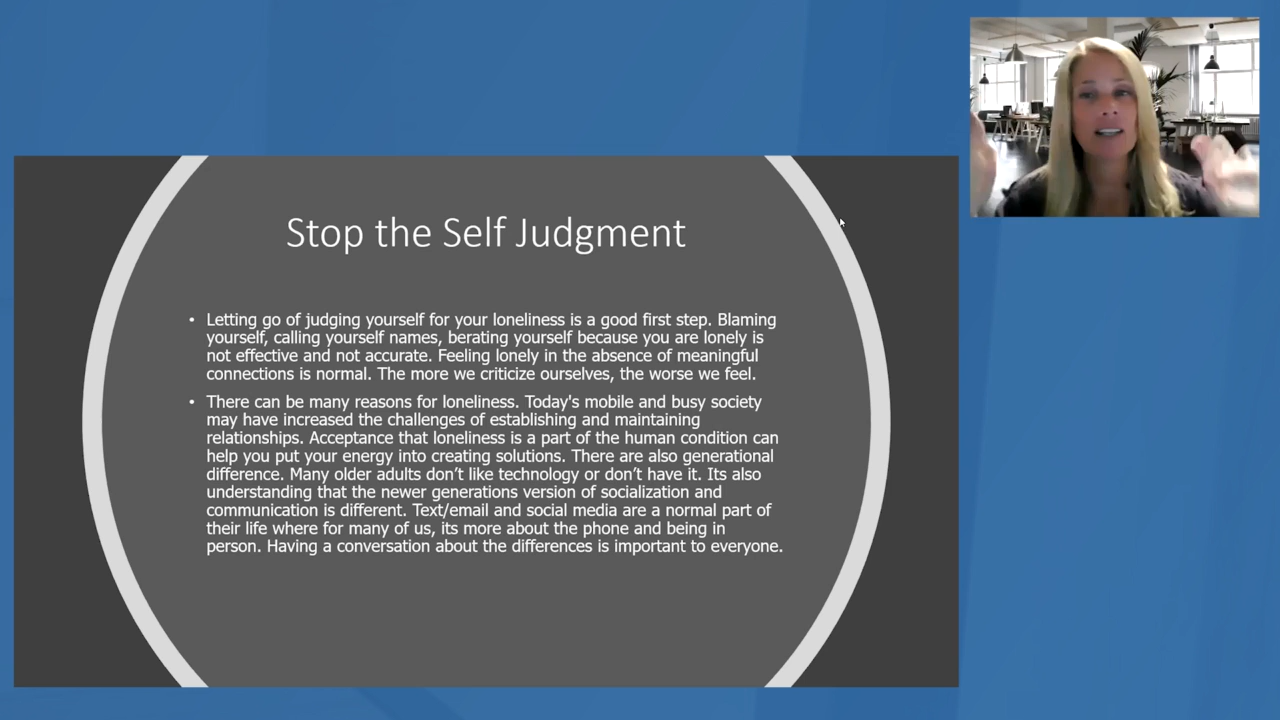 Stop the Self Judgment
• Letting go of judging yourself for your loneliness is a good first step. Blaming
yourself, calling yourself names, berating yourself because you are lonely is
not effective and not accurate. Feeling lonely in the absence of meaningful
connections is normal. The more we criticize ourselves, the worse we feel.
• There can be many reasons for loneliness. Today's mobile and busy society
may have increased the challenges of establishing and maintaining
relationships. Acceptance that loneliness is a part of the human condition can
help you put your energy into creating solutions. There are also generational
difference. Many older adults don’t like technology or don’t have it. Its also
understanding that the newer generations version of socialization and
communication is different. Text/email and social media are a normal part of
their life where for many of us, its more about the phone and being in
person. Having a conversation about the differences is important to everyone.